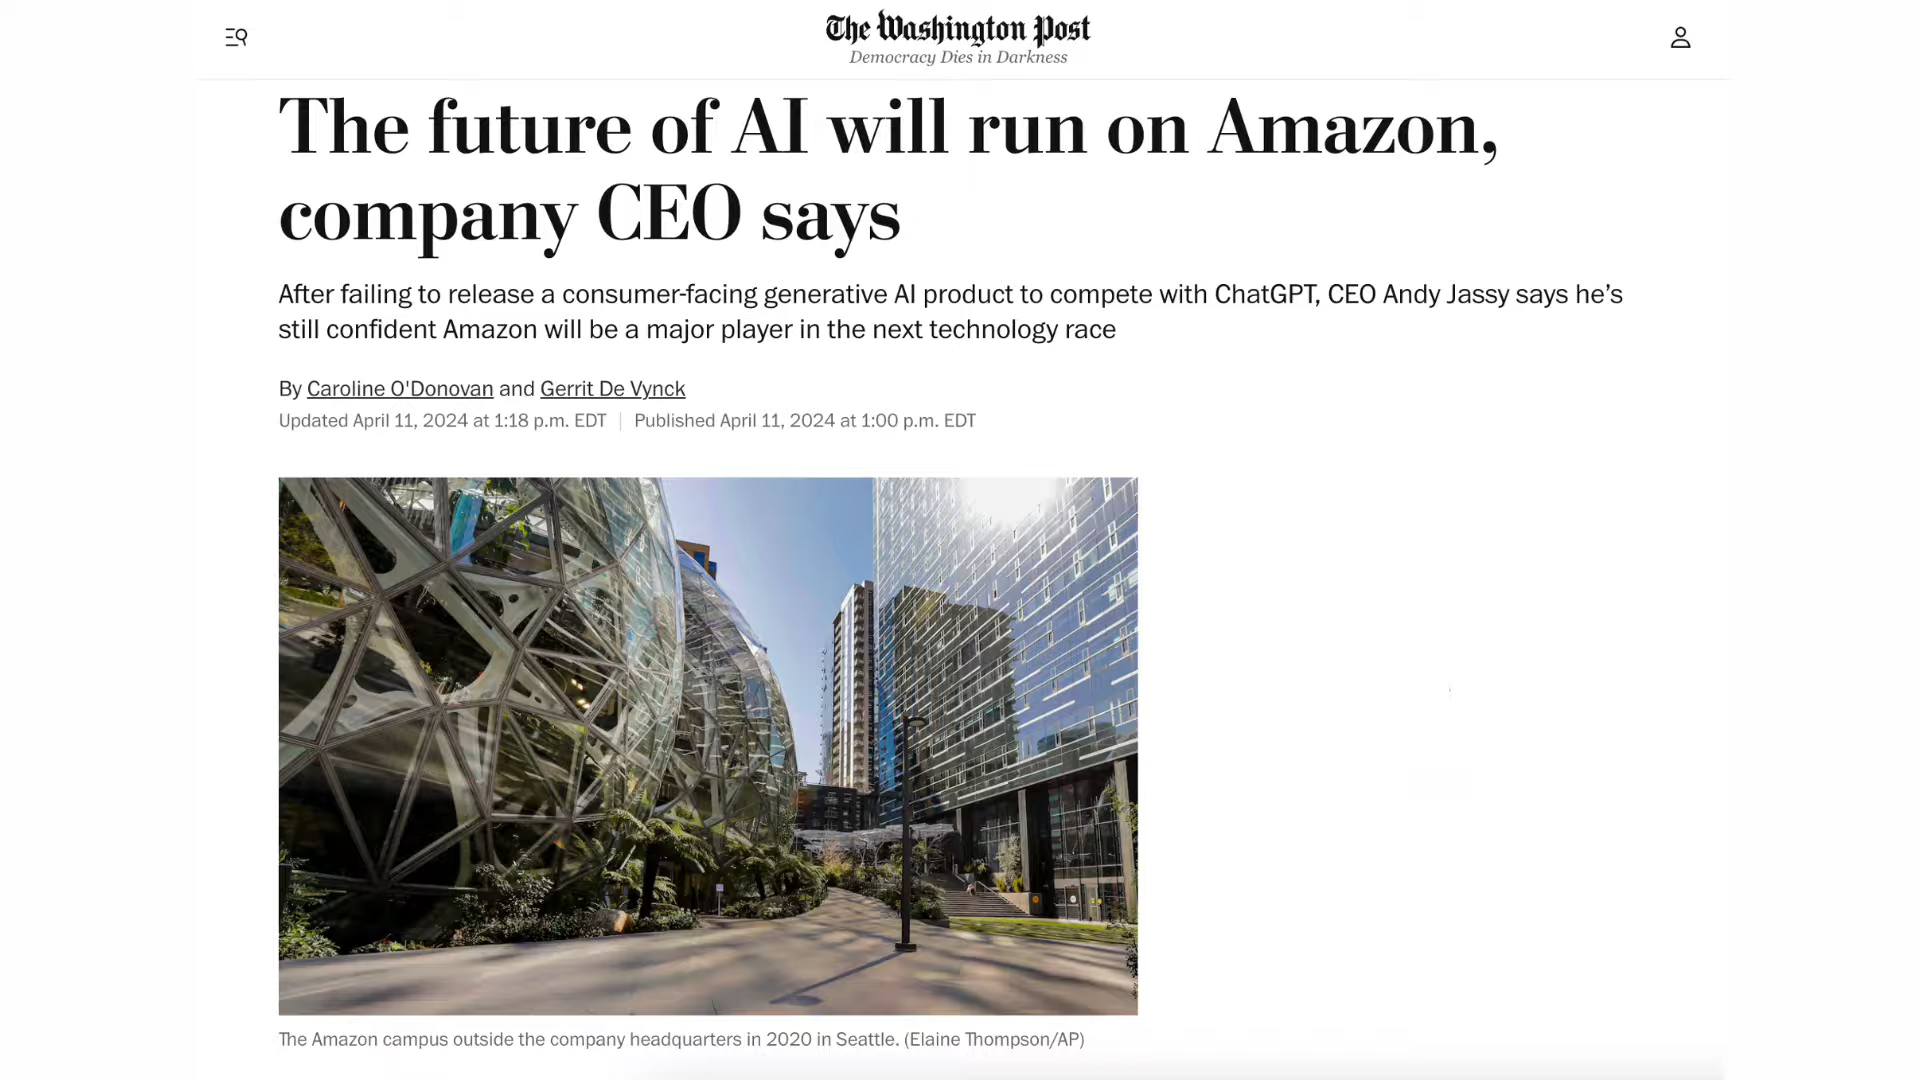 The Washington Post
Democracy Dies in Darkness
The future of AI will run on Amazon,
company CEO says
After failing to release a consumer-facing generative AI product to compete with ChatGPT, CEO Andy Jassy says he’s
still confident Amazon will be a major player in the next technology race
By Caroline O'Donovan and Gerrit De Vynck
Updated April 11, 2024 at 1:18 p.m. EDT | Published April 11, 2024 at 1:00 p.m. EDT
The Amazon campus outside the company headquarters in 2020 in Seattle. (Elaine Thompson/AP)